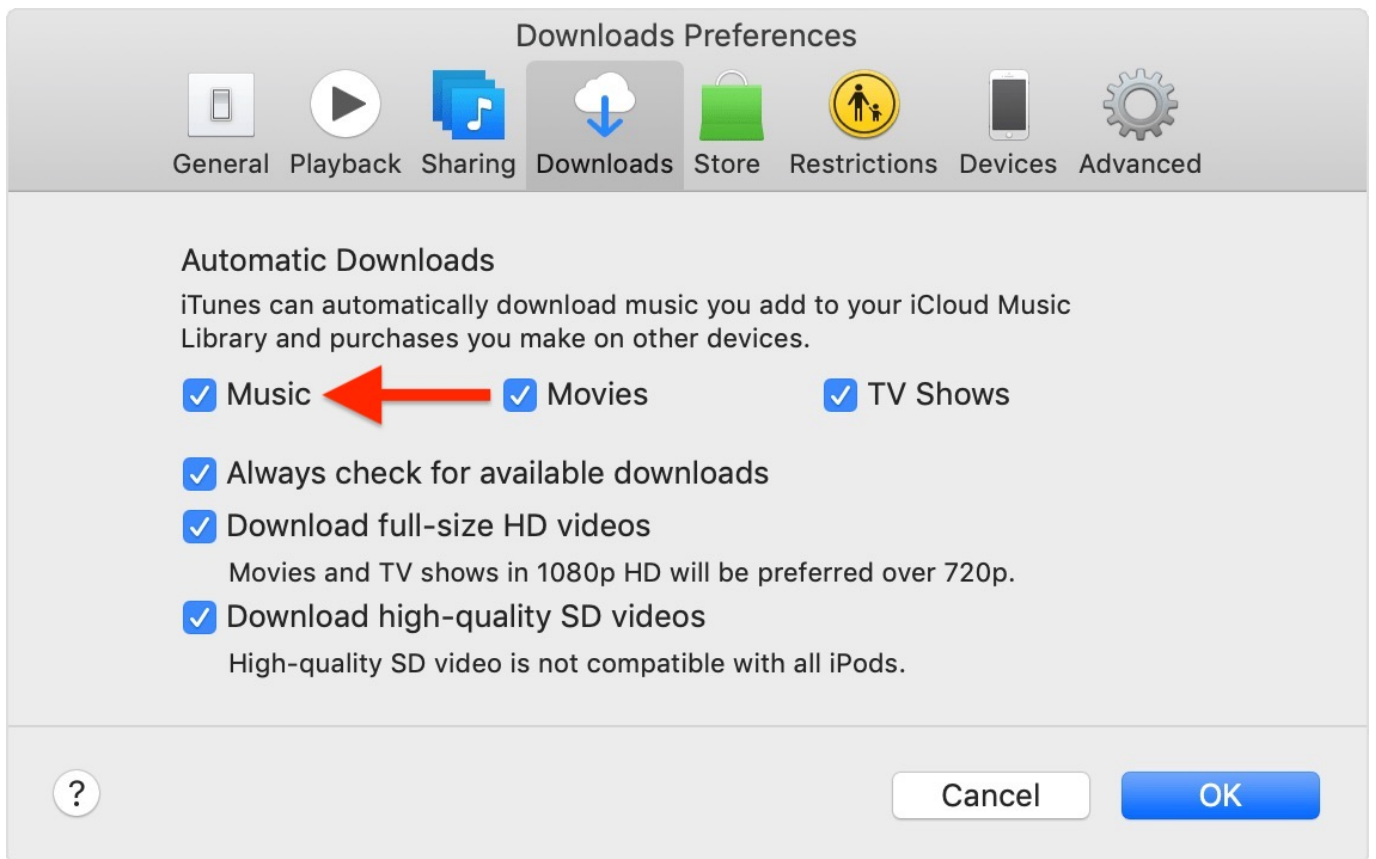 Downloads Preferences
General Playback Sharing Downloads Store Restrictions Devices Advanced
Automatic Downloads
iTunes can automatically download music you add to your iCloud Music
Library and purchases you make on other devices.
Music Movies TV Shows
Always check for available downloads
Download full-size HD videos
Movies and TV shows in 1080p HD will be preferred over 720p.
Download high-quality SD videos
High-quality SD video is not compatible with all iPods.
? Cancel OK